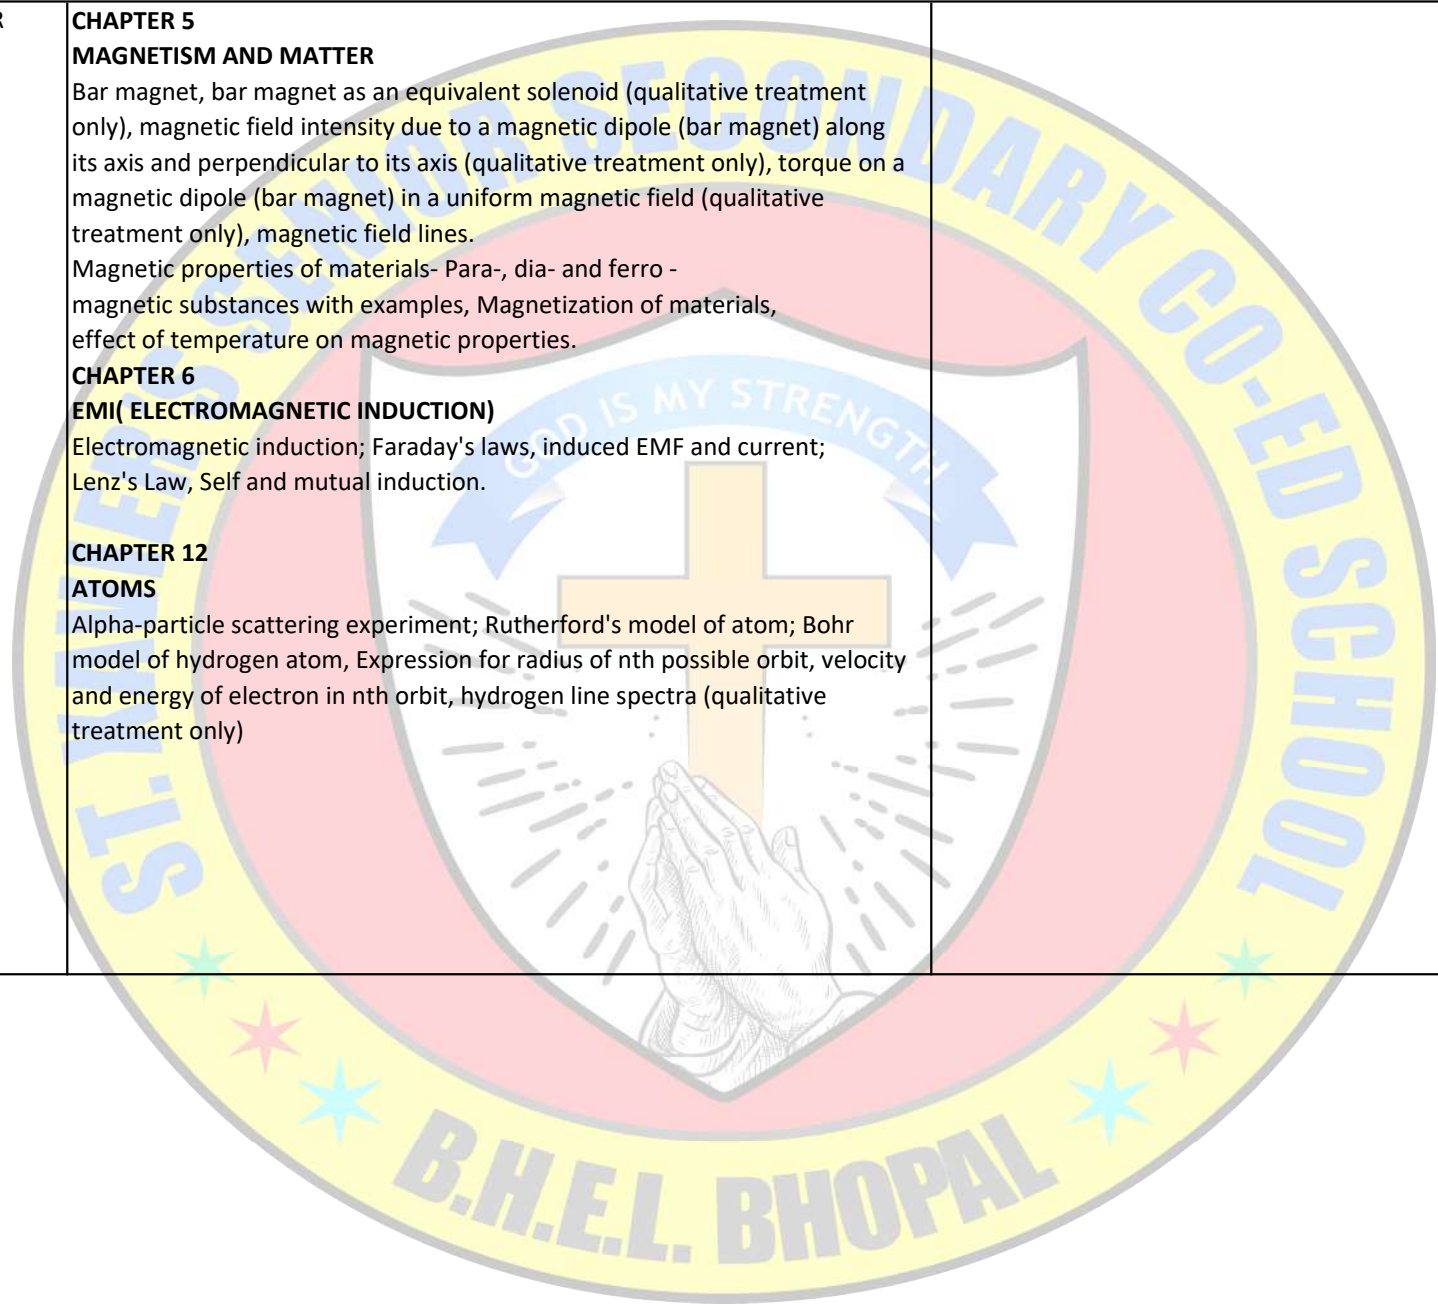 R
CHAPTER 5
MAGNETISM AND MATTER
Bar magnet, bar magnet as an equivalent solenoid (qualitative treatment
only), magnetic field intensity due to a magnetic dipole (bar magnet) along
its axis and perpendicular to its axis (qualitative treatment only), torque on a
magnetic dipole (bar magnet) in a uniform magnetic field (qualitative
treatment only), magnetic field lines.
Magnetic properties of materials- Para-, dia- and ferro -
magnetic substances with examples, Magnetization of materials,
effect of temperature on magnetic properties.
CHAPTER 6
EMI( ELECTROMAGNETIC INDUCTION)
Electromagnetic induction; Faraday's laws, induced EMF and current;
Lenz's Law, Self and mutual induction.
CHAPTER 12
ATOMS
Alpha-particle scattering experiment; Rutherford's model of atom; Bohr
model of hydrogen atom, Expression for radius of nth possible orbit, velocity
and energy of electron in nth orbit, hydrogen line spectra (qualitative
treatment only)
ST. XAVIER'S SENIOR SECONDARY CO-ED SCHOOL
GOD IS MY STRENGTH
B.H.E.L. BHOPAL